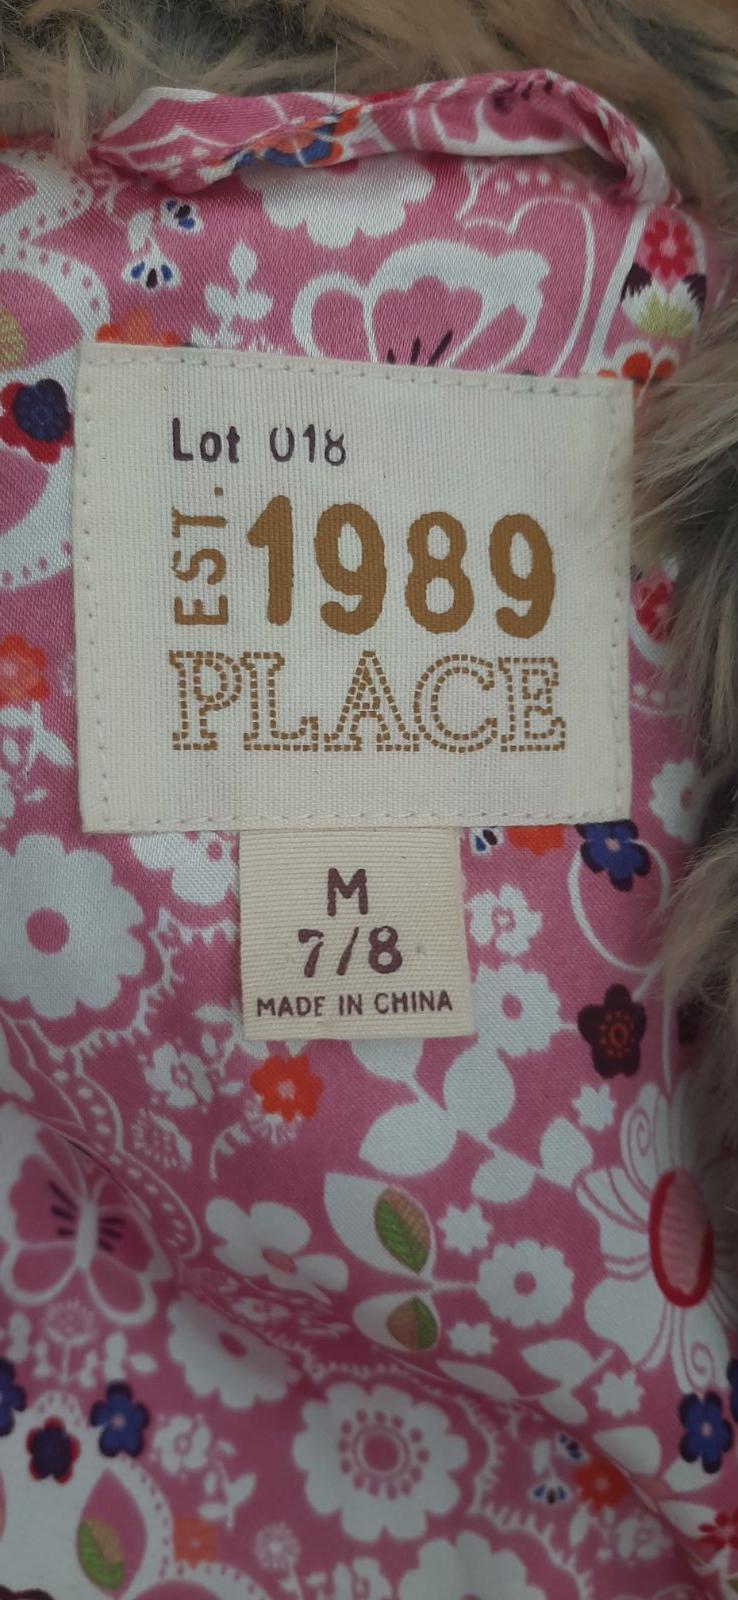 Lot 018
EST. 1989
PLACE
M
7/8
MADE IN CHINA